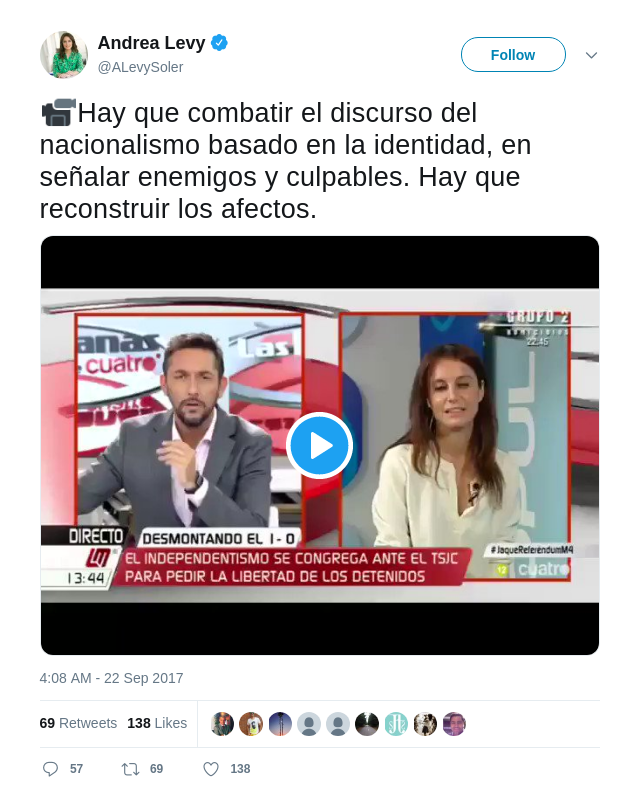 Andrea Levy
@ALevySoler
Follow
Hay que combatir el discurso del
nacionalismo basado en la identidad, en
señalar enemigos y culpables. Hay que
reconstruir los afectos.
GRUPO 2
HOMICIDIOS
22:45
anas
cuatro
Las
DIRECTO
DESMONTANDO EL 1-O
#JaqueReferéndumM4
EL INDEPENDENTISMO SE CONGREGA ANTE EL TSJC
PARA PEDIR LA LIBERTAD DE LOS DETENIDOS
13:44
12
cuatro
4:08 AM - 22 Sep 2017
69 Retweets 138 Likes
57 69 138